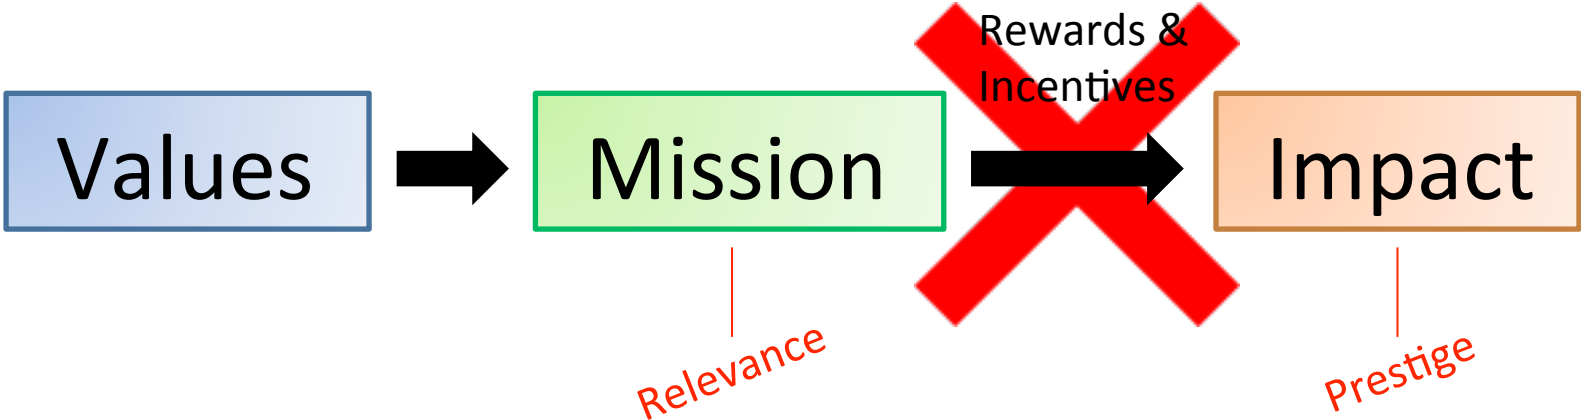 Rewards &
Incentives
Values
Mission
Impact
Relevance
Prestige